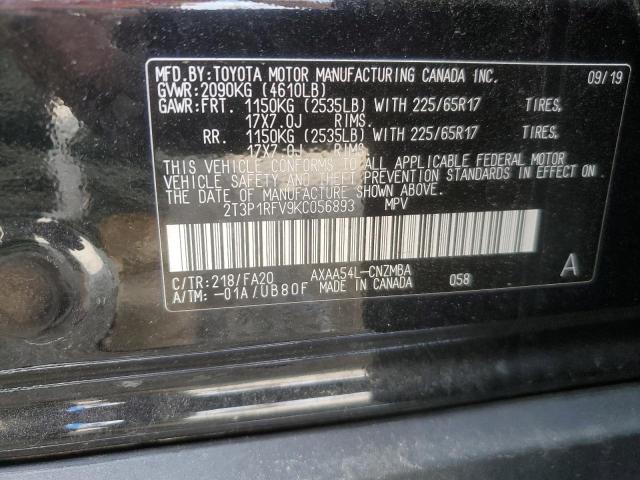 MFD.BY:TOYOTA MOTOR MANUFACTURING CANADA INC. 09/19
GVWR:2090KG (4610LB)
GAWR:FRT. 1150KG (2535LB) WITH 225/65R17 TIRES.
17X7.0J RIMS.
RR. 1150KG (2535LB) WITH 225/65R17 TIRES.
17X7.0J RIMS.
THIS VEHICLE CONFORMS TO ALL APPLICABLE FEDERAL MOTOR
VEHICLE SAFETY AND THEFT PREVENTION STANDARDS IN EFFECT ON
THE DATE OF MANUFACTURE SHOWN ABOVE.
2T3P1RFV9KC056893 MPV
C/TR:218/FA20 AXAA54L-CNZMBA A
A/TM:-01A/UB80F MADE IN CANADA 058